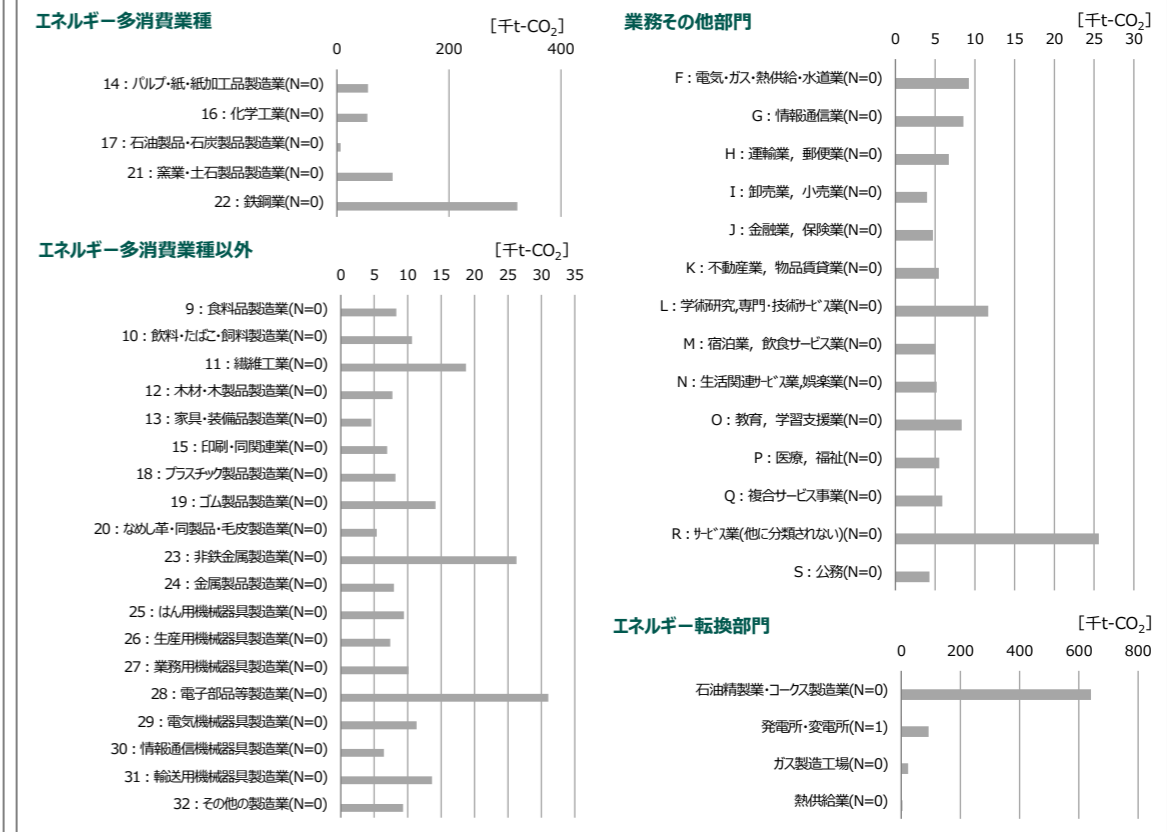 エネルギー多消費業種
[千t-CO2]
0 200 400
14：パルプ・紙・紙加工品製造業(N=0)
16：化学工業(N=0)
17：石油製品・石炭製品製造業(N=0)
21：窯業・土石製品製造業(N=0)
22：鉄鋼業(N=0)
エネルギー多消費業種以外
[千t-CO2]
0 5 10 15 20 25 30 35
9：食料品製造業(N=0)
10：飲料・たばこ・飼料製造業(N=0)
11：繊維工業(N=0)
12：木材・木製品製造業(N=0)
13：家具・装備品製造業(N=0)
15：印刷・同関連業(N=0)
18：プラスチック製品製造業(N=0)
19：ゴム製品製造業(N=0)
20：なめし革・同製品・毛皮製造業(N=0)
23：非鉄金属製造業(N=0)
24：金属製品製造業(N=0)
25：はん用機械器具製造業(N=0)
26：生産用機械器具製造業(N=0)
27：業務用機械器具製造業(N=0)
28：電子部品等製造業(N=0)
29：電気機械器具製造業(N=0)
30：情報通信機械器具製造業(N=0)
31：輸送用機械器具製造業(N=0)
32：その他の製造業(N=0)
業務その他部門
[千t-CO2]
0 5 10 15 20 25 30
F：電気・ガス・熱供給・水道業(N=0)
G：情報通信業(N=0)
H：運輸業，郵便業(N=0)
I：卸売業，小売業(N=0)
J：金融業，保険業(N=0)
K：不動産業，物品賃貸業(N=0)
L：学術研究,専門・技術サービス業(N=0)
M：宿泊業，飲食サービス業(N=0)
N：生活関連サービス業,娯楽業(N=0)
O：教育，学習支援業(N=0)
P：医療，福祉(N=0)
Q：複合サービス事業(N=0)
R：サービス業(他に分類されない)(N=0)
S：公務(N=0)
エネルギー転換部門
[千t-CO2]
0 200 400 600 800
石油精製業・コークス製造業(N=0)
発電所・変電所(N=1)
ガス製造工場(N=0)
熱供給業(N=0)